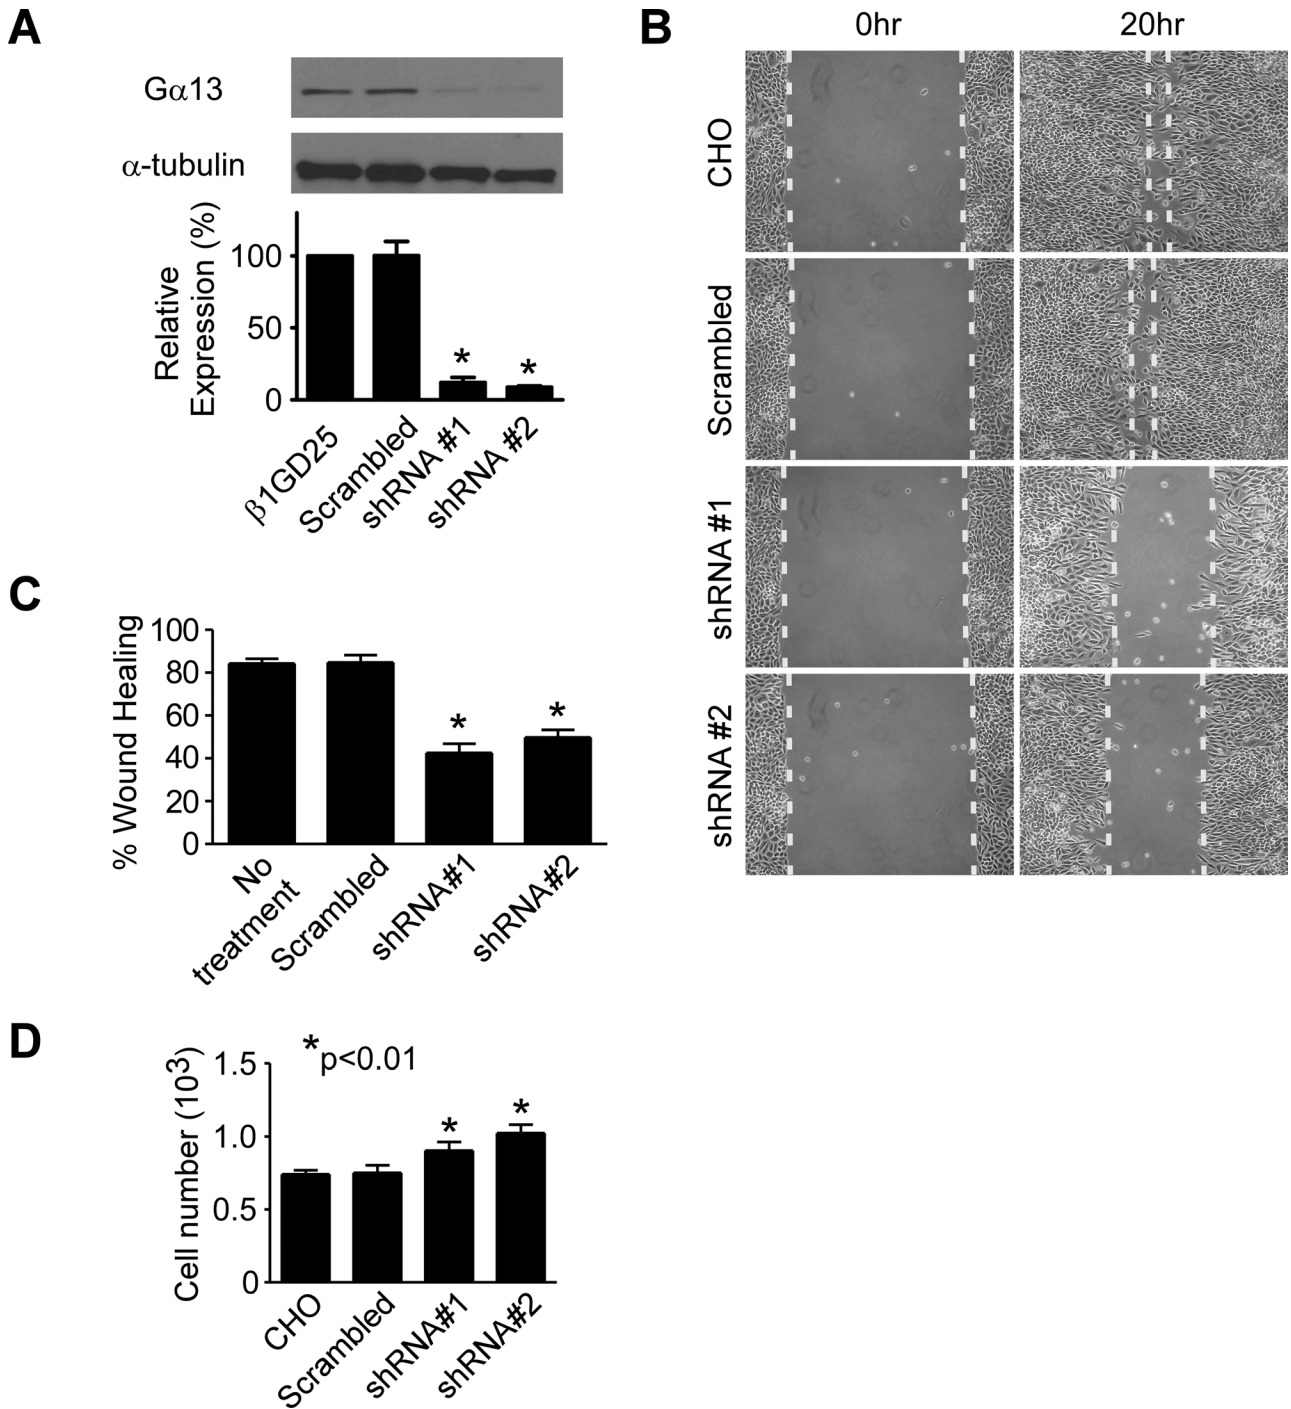 A
Gα13
α-tubulin
Relative
Expression (%)
100
50
0
*
*
β1GD25
Scrambled
shRNA #1
shRNA #2
B
0hr
20hr
CHO
Scrambled
shRNA #1
shRNA #2
C
% Wound Healing
100
80
60
40
20
0
*
*
No
treatment
Scrambled
shRNA#1
shRNA#2
D
*p<0.01
Cell number (10³)
1.5
1.0
0.5
0
*
*
CHO
Scrambled
shRNA#1
shRNA#2